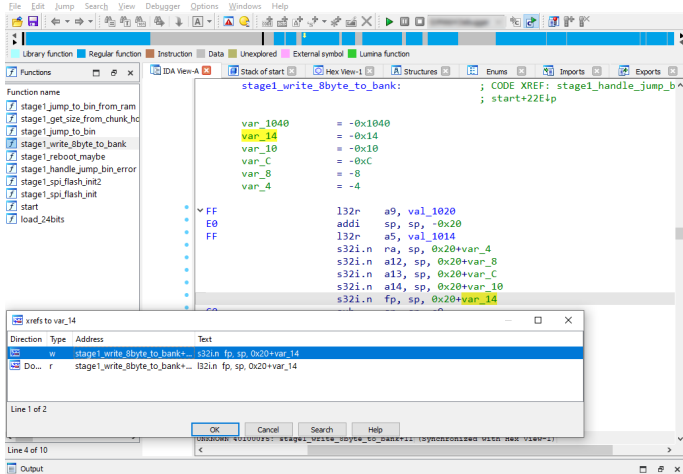 File Edit Jump Search View Debugger Options Windows Help
Library function Regular function Instruction Data Unexplored External symbol Lumina function
Functions
IDA View-A
Stack of start
Hex View-1
Structures
Enums
Imports
Exports
Function name
stage1_jump_to_bin_from_ram
stage1_get_size_from_chunk_hc
stage1_jump_to_bin
stage1_write_8byte_to_bank
stage1_reboot_maybe
stage1_handle_jump_bin_error
stage1_spi_flash_init2
stage1_spi_flash_init
start
load_24bits
stage1_write_8byte_to_bank: ; CODE XREF: stage1_handle_jump_b
; start+22E↓p
var_1040 = -0x1040
var_14 = -0x14
var_10 = -0x10
var_C = -0xC
var_8 = -8
var_4 = -4
FF l32r a9, val_1020
E0 addi sp, sp, -0x20
FF l32r a5, val_1014
s32i.n ra, sp, 0x20+var_4
s32i.n a12, sp, 0x20+var_8
s32i.n a13, sp, 0x20+var_C
s32i.n a14, sp, 0x20+var_10
s32i.n fp, sp, 0x20+var_14
xrefs to var_14
Direction Type Address Text
w stage1_write_8byte_to_bank+... s32i.n fp, sp, 0x20+var_14
Do... r stage1_write_8byte_to_bank+... l32i.n fp, sp, 0x20+var_14
Line 1 of 2
OK Cancel Search Help
Line 4 of 10
Output